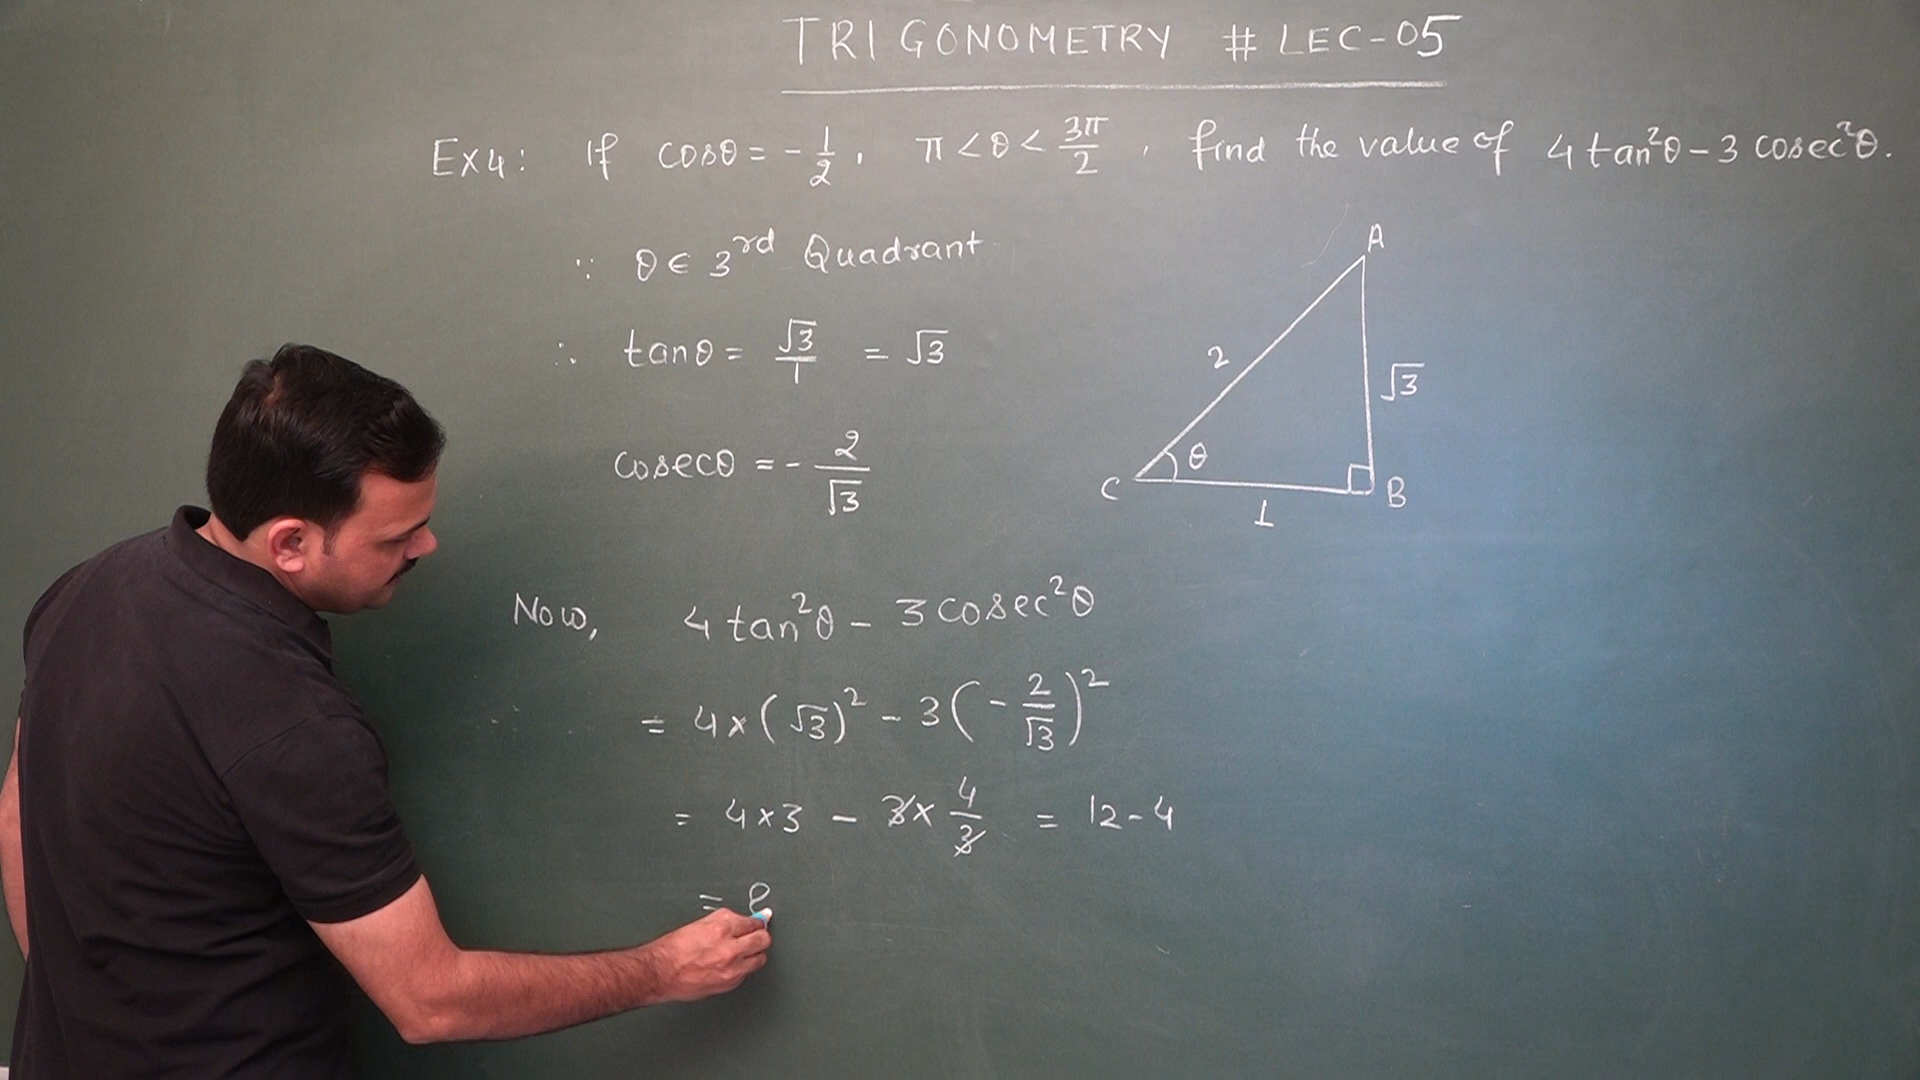 TRIGONOMETRY # LEC-05
Ex4: If cosθ = -1/2, π<θ<3π/2, find the value of 4tan²θ-3cosec²θ.
∵ θ∈3rd Quadrant
∴ tanθ = √3/1 = √3
cosecθ = -2/√3
A
2
√3
θ
C
B
1
Now, 4tan²θ - 3cosec²θ
= 4×(√3)² - 3(-2/√3)²
= 4×3 - 3×4/3 = 12-4
= 8